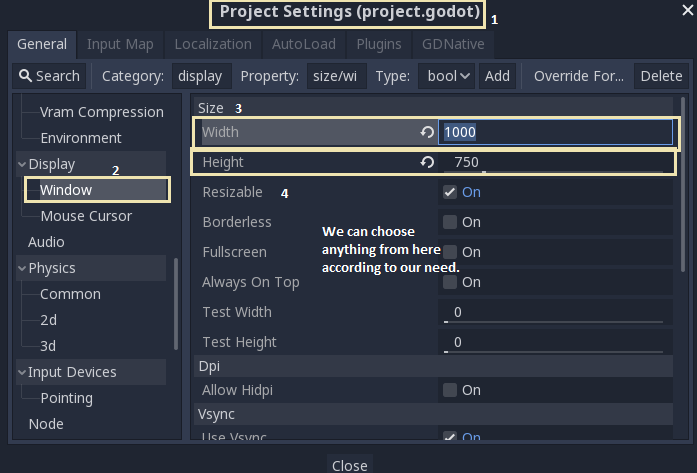 Project Settings (project.godot)
1
General Input Map Localization AutoLoad Plugins GDNative
Search Category: display Property: size/wi Type: bool Add Override For... Delete
Vram Compression
Environment
Display
2
Window
Mouse Cursor
Audio
Physics
Common
2d
3d
Input Devices
Pointing
Node
Size 3
Width 1000
Height 750
Resizable 4 On
Borderless On
We can choose
anything from here
according to our need.
Fullscreen On
Always On Top On
Test Width 0
Test Height 0
Dpi
Allow Hidpi On
Vsync
Use Vsync On
Close